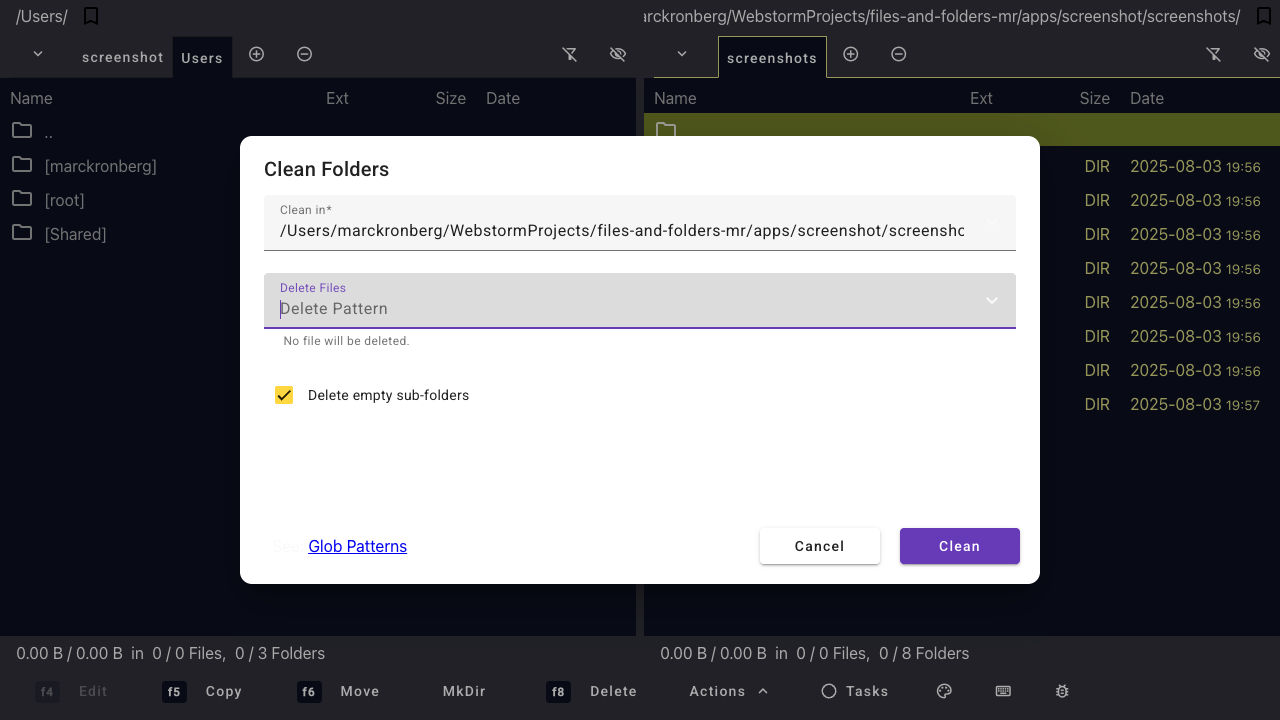 /Users/
arckronberg/WebstormProjects/files-and-folders-mr/apps/screenshot/screenshots/
screenshot Users
screenshots
Name Ext Size Date
Name Ext Size Date
..
[marckronberg]
[root]
[Shared]
DIR 2025-08-03 19:56
DIR 2025-08-03 19:56
DIR 2025-08-03 19:56
DIR 2025-08-03 19:56
DIR 2025-08-03 19:56
DIR 2025-08-03 19:56
DIR 2025-08-03 19:56
DIR 2025-08-03 19:57
Clean Folders
Clean in*
/Users/marckronberg/WebstormProjects/files-and-folders-mr/apps/screenshot/screensho
Delete Files
Delete Pattern
No file will be deleted.
Delete empty sub-folders
See: Glob Patterns
Cancel Clean
0.00 B / 0.00 B in 0 / 0 Files, 0 / 3 Folders
0.00 B / 0.00 B in 0 / 0 Files, 0 / 8 Folders
f4 Edit f5 Copy f6 Move MkDir f8 Delete Actions Tasks